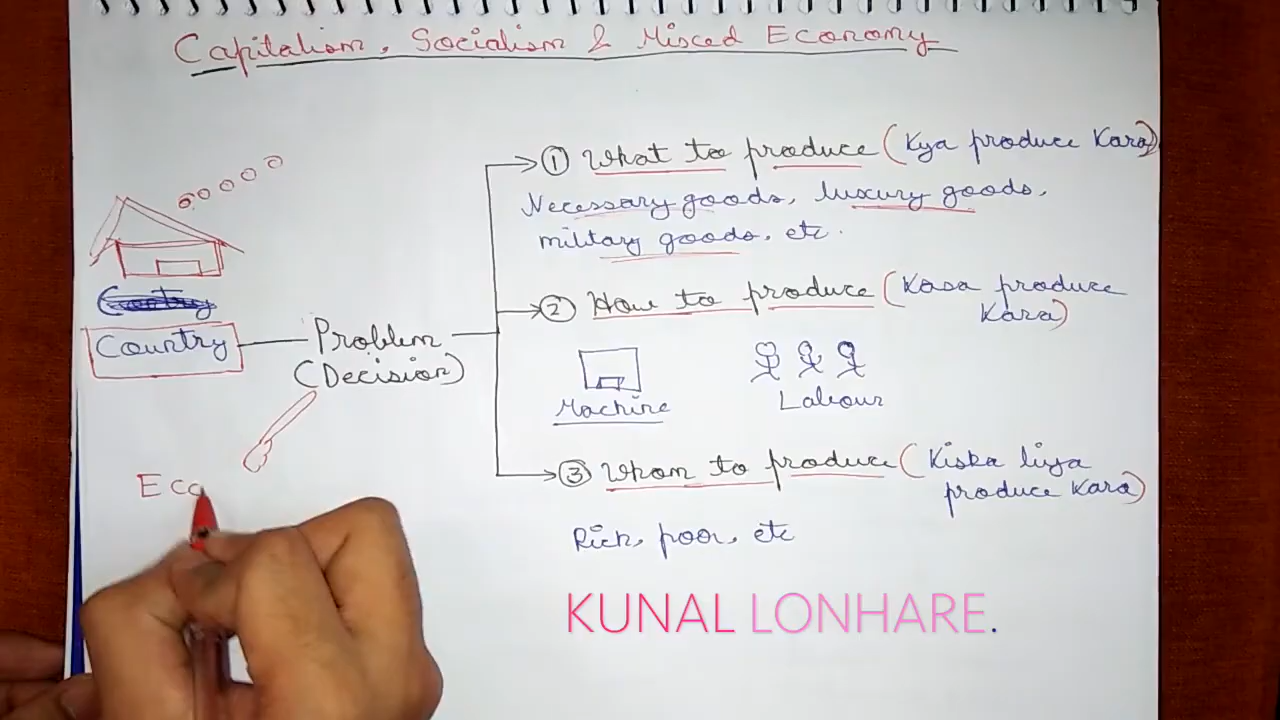 Capitalism, Socialism & Mixced Economy
① What to produce (Kya produce Kara)
Necessary goods, luxury goods,
military goods, etc.
Country
Country
Problem
(Decision)
② How to produce (Kasa produce
Kara)
Machine
Labour
③ Whom to produce (Kiska liya
produce Kara)
Rich, poor, etc
Eco
KUNAL LONHARE.